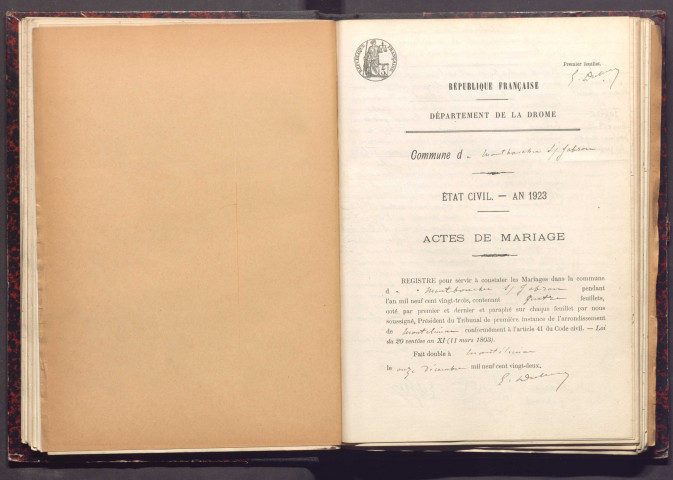 Premier feuillet.
RÉPUBLIQUE FRANÇAISE
DÉPARTEMENT DE LA DROME
Commune d e Montboucher S/ Jabron
ÉTAT CIVIL. — AN 1923
ACTES DE MARIAGE
REGISTRE pour servir à constater les Mariages dans la commune
d e Montboucher S/ Jabron pendant
l'an mil neuf cent vingt-trois, contenant quatre feuillets,
coté par premier et dernier et paraphé sur chaque feuillet par nous
soussigné, Président du Tribunal de première instance de l'arrondissement
de Montélimar conformément à l'article 41 du Code civil. — Loi
du 20 ventôse an XI (11 mars 1803).
Fait double à Montélimar
le onze Décembre mil neuf cent vingt-deux.